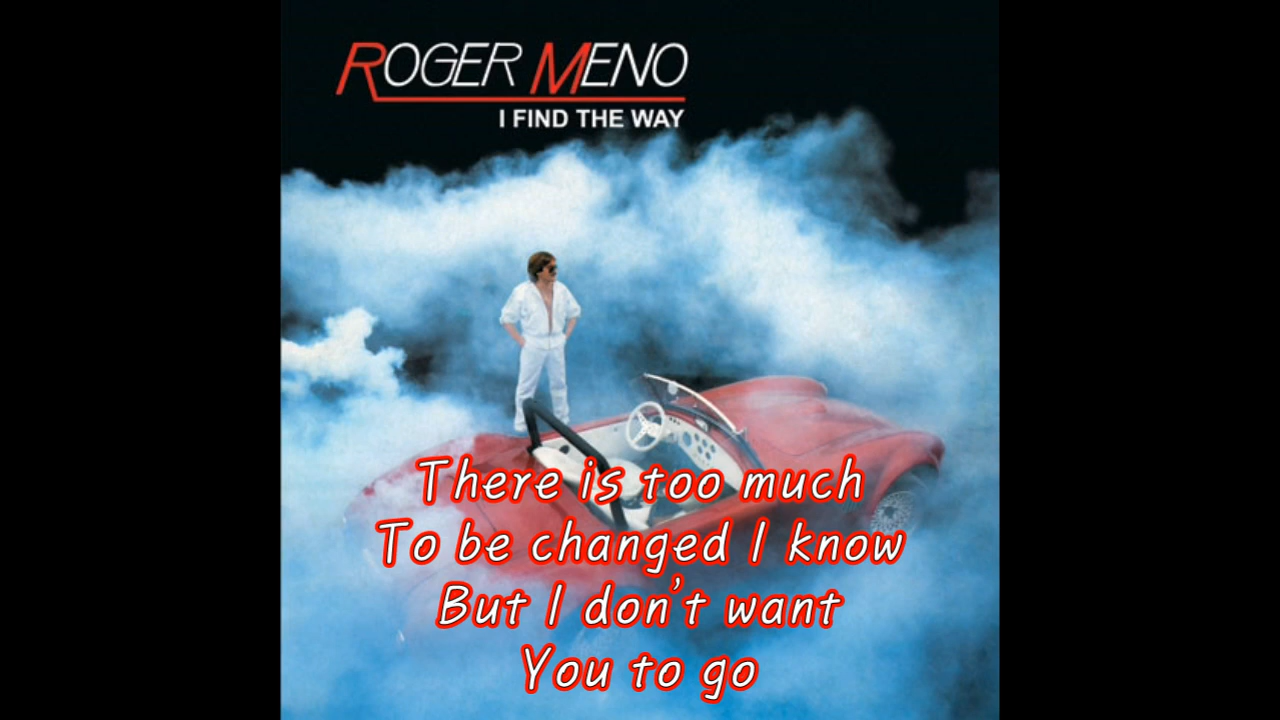 ROGER MENO
I FIND THE WAY
There is too much
To be changed I know
But I don't want
You to go